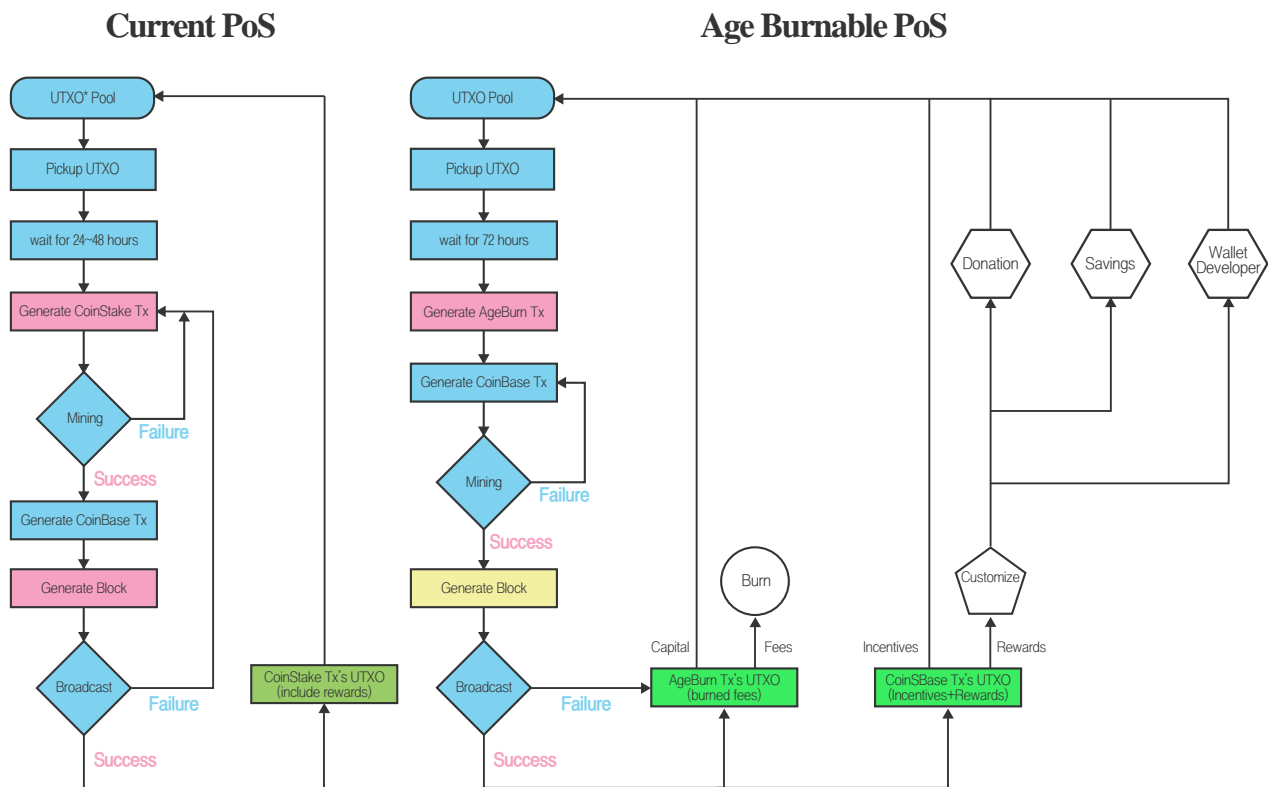 Current PoS
UTXO* Pool
Pickup UTXO
wait for 24~48 hours
Generate CoinStake Tx
Mining
Failure
Success
Generate CoinBase Tx
Generate Block
Broadcast
Failure
Success
CoinStake Tx's UTXO
(include rewards)
Age Burnable PoS
UTXO Pool
Pickup UTXO
wait for 72 hours
Generate AgeBurn Tx
Generate CoinBase Tx
Mining
Failure
Success
Generate Block
Broadcast
Failure
Success
Burn
Capital
Fees
AgeBurn Tx's UTXO
(burned fees)
Donation
Savings
Wallet
Developer
Customize
Incentives
Rewards
CoinSBase Tx's UTXO
(Incentives+Rewards)